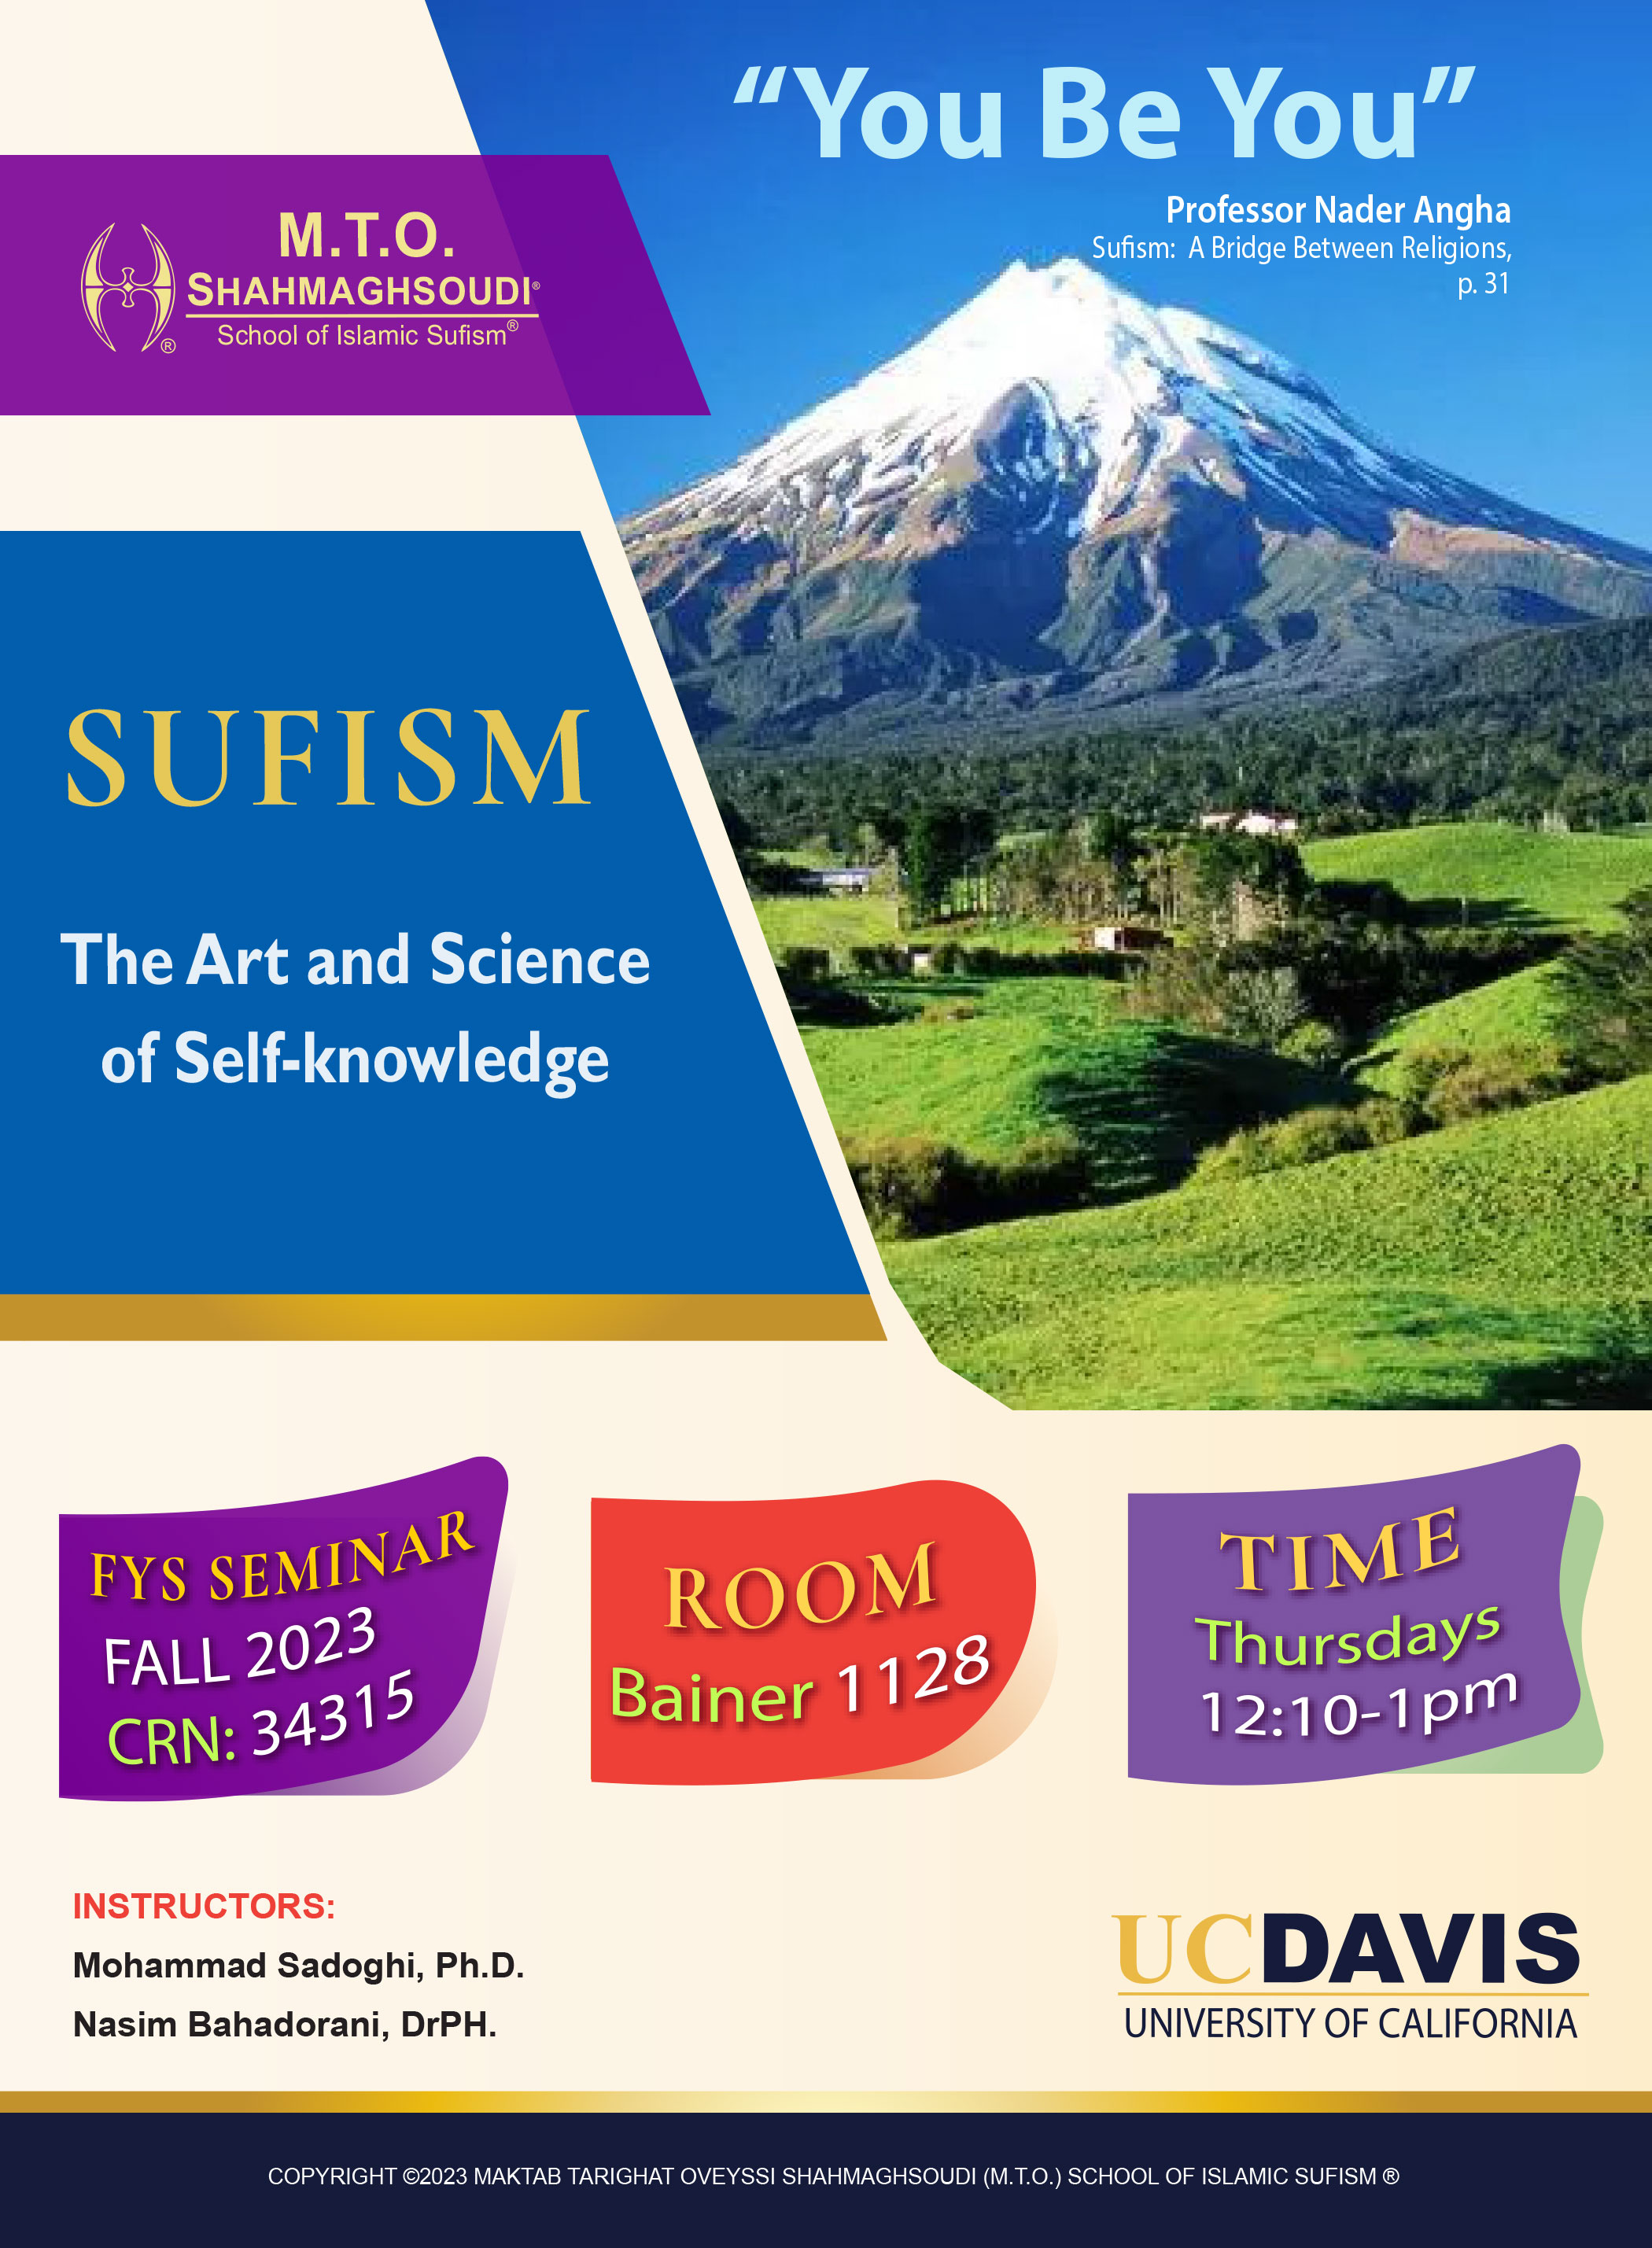 “You Be You”
Professor Nader Angha
Sufism: A Bridge Between Religions,
p. 31
M.T.O.
SHAHMAGHSOUDI®
School of Islamic Sufism®
®
SUFISM
The Art and Science
of Self-knowledge
FYS SEMINAR
FALL 2023
CRN: 34315
ROOM
Bainer 1128
TIME
Thursdays
12:10-1pm
INSTRUCTORS:
Mohammad Sadoghi, Ph.D.
Nasim Bahadorani, DrPH.
UCDAVIS
UNIVERSITY OF CALIFORNIA
COPYRIGHT ©2023 MAKTAB TARIGHAT OVEYSSI SHAHMAGHSOUDI (M.T.O.) SCHOOL OF ISLAMIC SUFISM ®